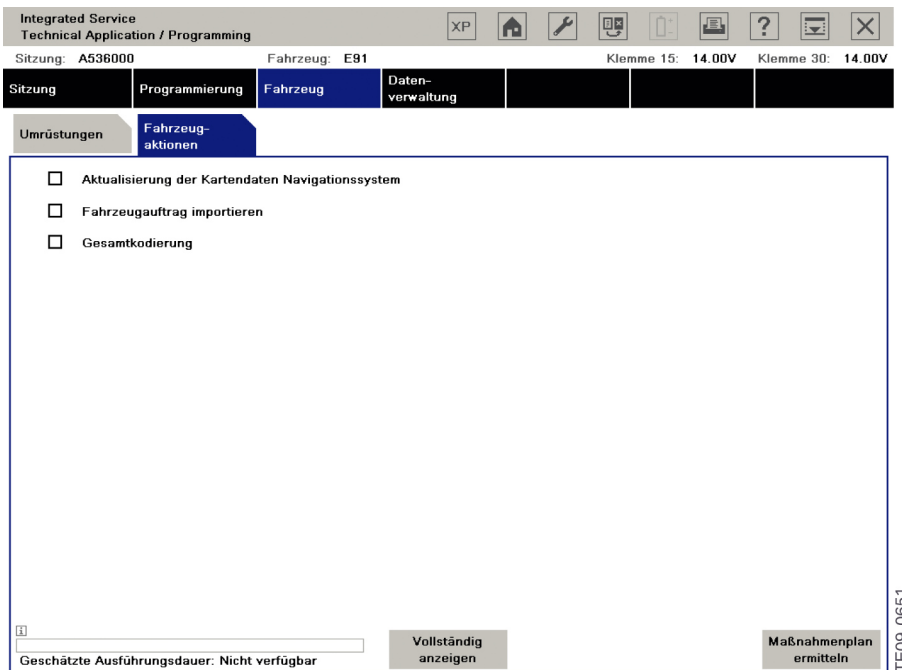 Integrated Service
Technical Application / Programming
XP
?
Sitzung: A536000 Fahrzeug: E91 Klemme 15: 14.00V Klemme 30: 14.00V
Sitzung
Programmierung
Fahrzeug
Daten-
verwaltung
Umrüstungen
Fahrzeug-
aktionen
Aktualisierung der Kartendaten Navigationssystem
Fahrzeugauftrag importieren
Gesamtkodierung
i
Geschätzte Ausführungsdauer: Nicht verfügbar
Vollständig
anzeigen
Maßnahmenplan
ermitteln
TE09-0651